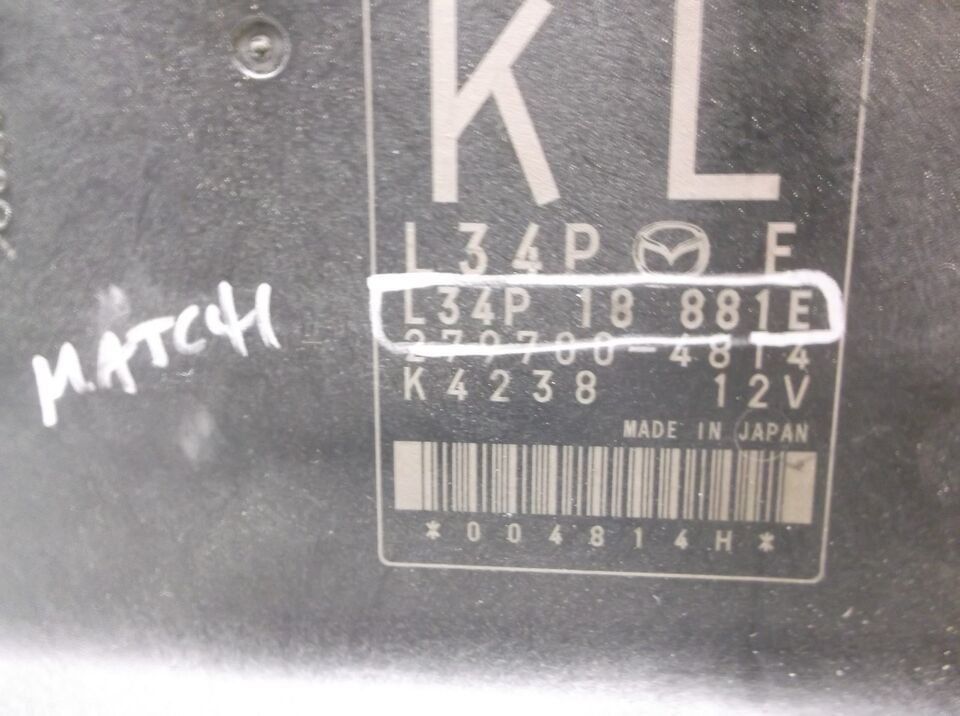 KL
L34P E
L34P 18 881E
279700-4814
K4238 12V
MADE IN JAPAN
*004814H*
MATCH